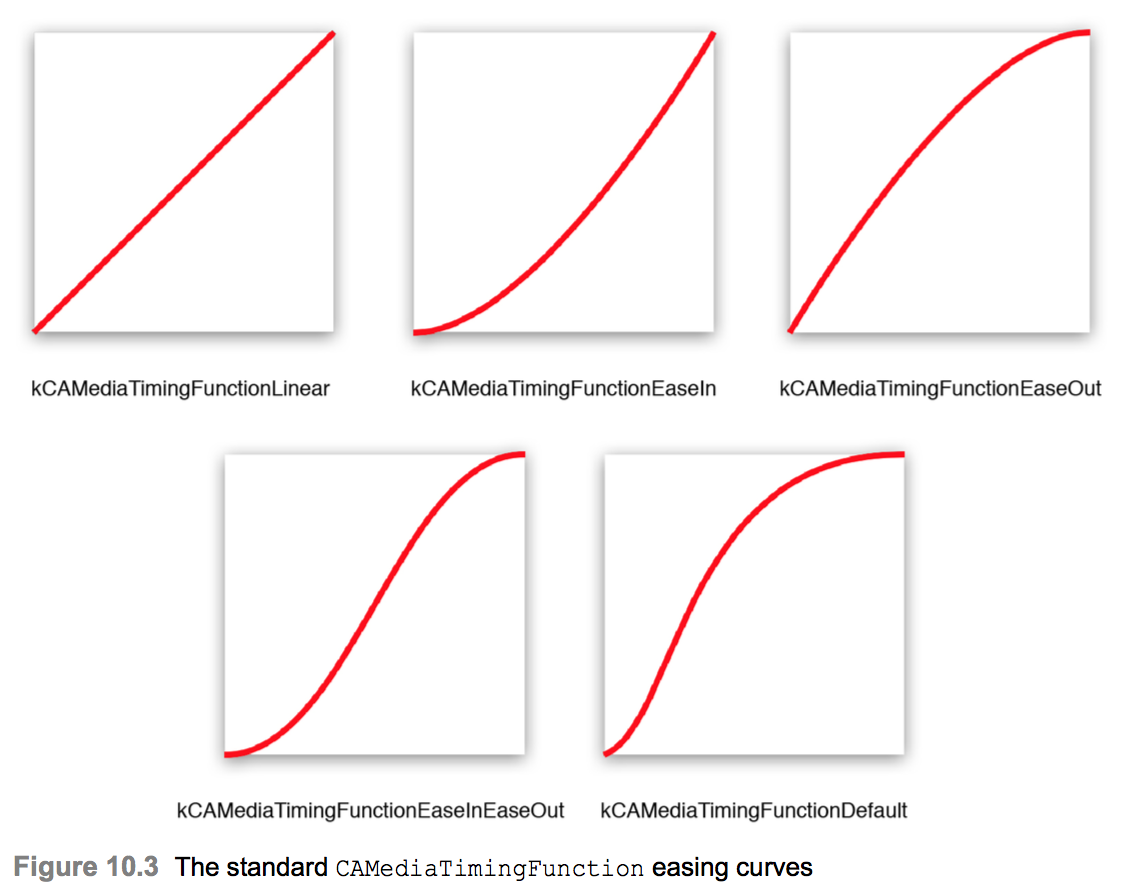 kCAMediaTimingFunctionLinear
kCAMediaTimingFunctionEaseIn
kCAMediaTimingFunctionEaseOut
kCAMediaTimingFunctionEaseInEaseOut
kCAMediaTimingFunctionDefault
Figure 10.3 The standard CAMediaTimingFunction easing curves